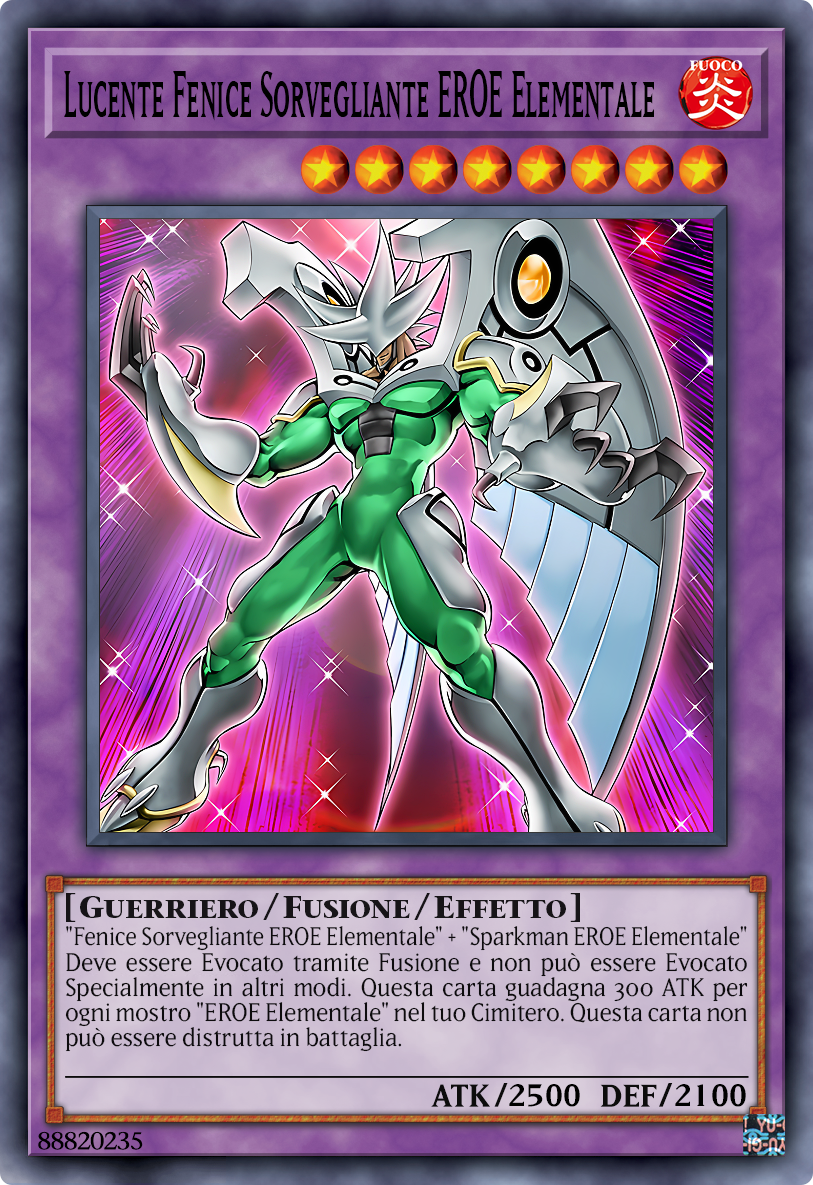 Lucente Fenice Sorvegliante EROE Elementale
FUOCO
炎
[Guerriero/Fusione/Effetto]
"Fenice Sorvegliante EROE Elementale" + "Sparkman EROE Elementale"
Deve essere Evocato tramite Fusione e non può essere Evocato
Specialmente in altri modi. Questa carta guadagna 300 ATK per
ogni mostro "EROE Elementale" nel tuo Cimitero. Questa carta non
può essere distrutta in battaglia.
ATK/2500 DEF/2100
88820235